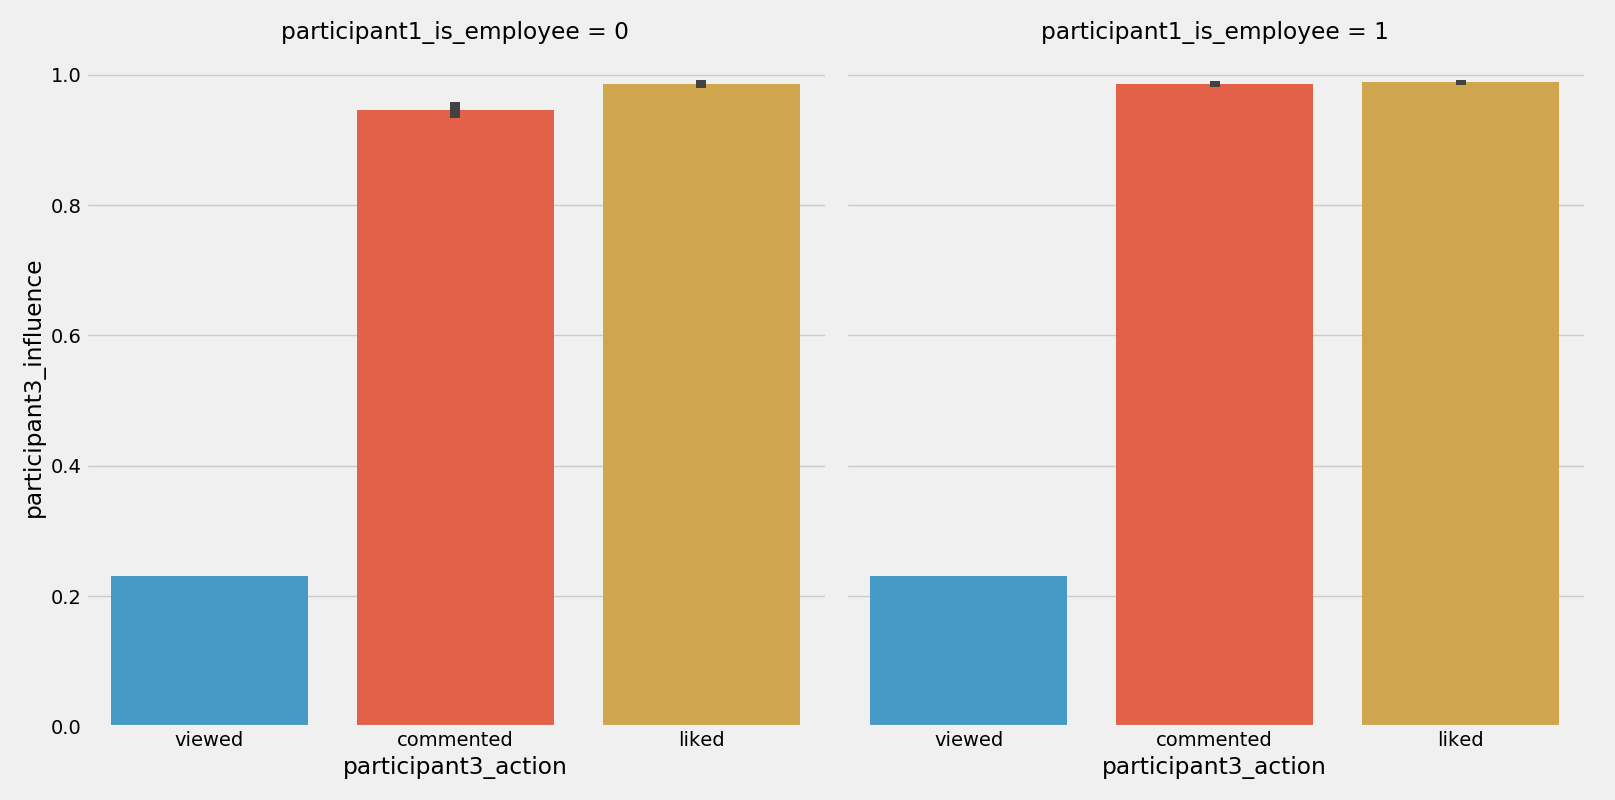 participant1_is_employee = 0
participant1_is_employee = 1
participant3_influence
1.0
0.8
0.6
0.4
0.2
0.0
viewed commented liked
viewed commented liked
participant3_action
participant3_action